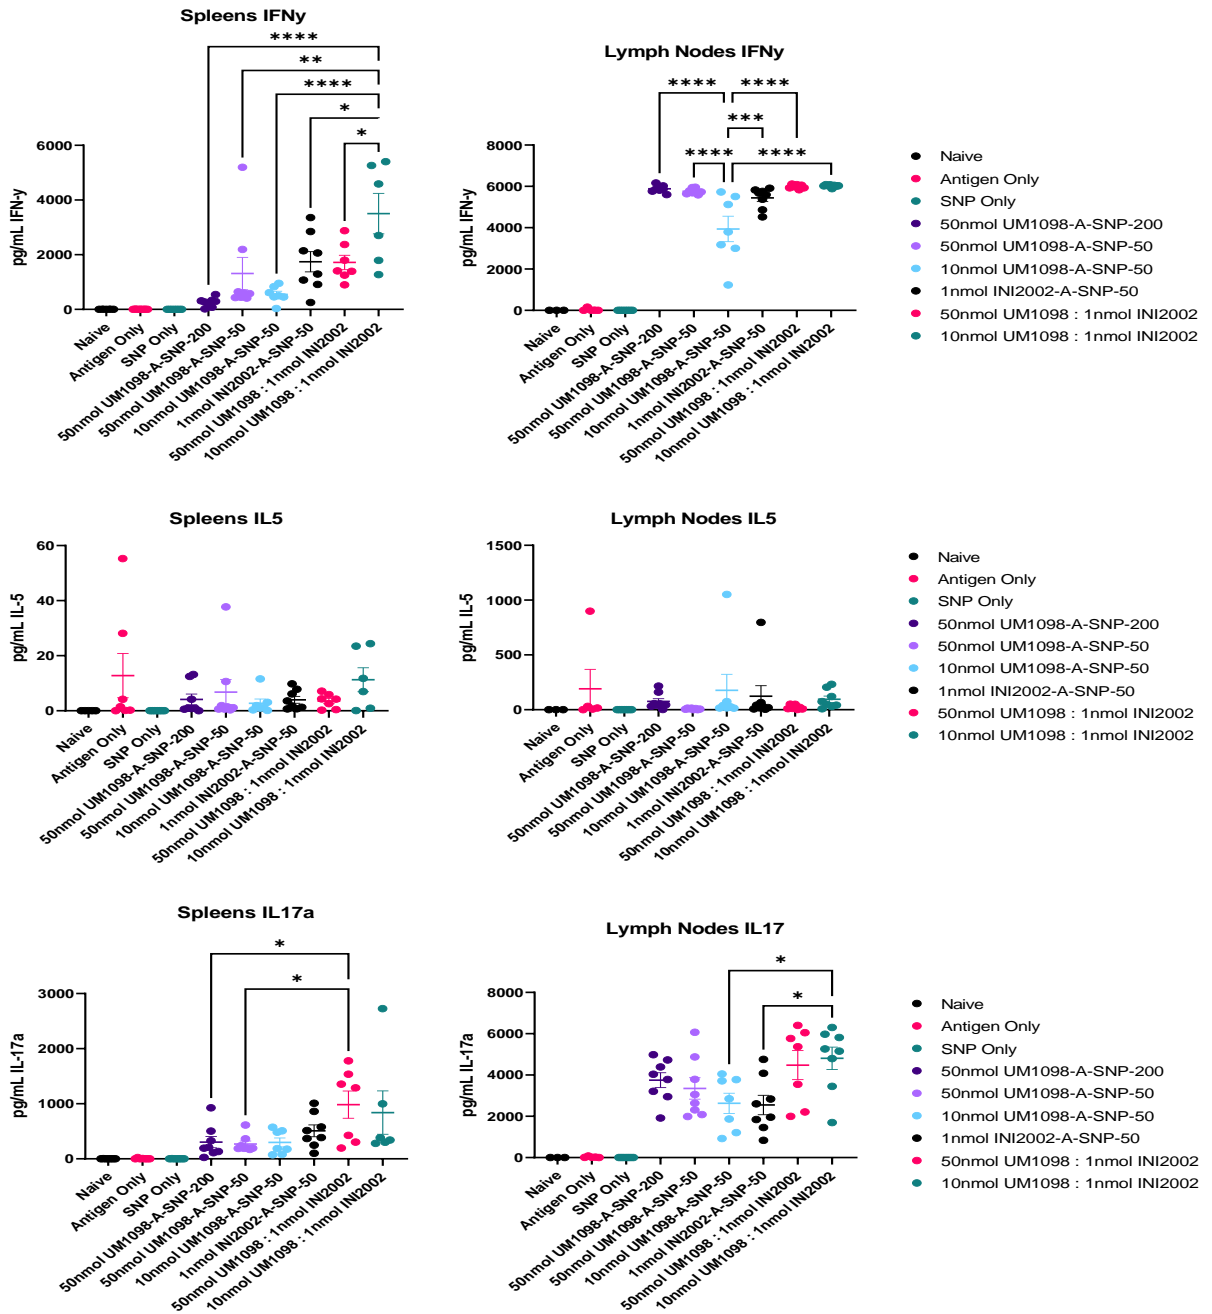 Spleens IFNy
****
**
****
*
*
pg/mL IFN-y
6000
4000
2000
0
Naive
Antigen Only
SNP Only
50nmol UM1098-A-SNP-200
50nmol UM1098-A-SNP-50
10nmol UM1098-A-SNP-50
1nmol INI2002-A-SNP-50
50nmol UM1098 : 1nmol INI2002
10nmol UM1098 : 1nmol INI2002
Lymph Nodes IFNy
**** ****
***
**** ****
pg/mL IFN-y
8000
6000
4000
2000
0
Naive
Antigen Only
SNP Only
50nmol UM1098-A-SNP-200
50nmol UM1098-A-SNP-50
10nmol UM1098-A-SNP-50
1nmol INI2002-A-SNP-50
50nmol UM1098 : 1nmol INI2002
10nmol UM1098 : 1nmol INI2002
Naive
Antigen Only
SNP Only
50nmol UM1098-A-SNP-200
50nmol UM1098-A-SNP-50
10nmol UM1098-A-SNP-50
1nmol INI2002-A-SNP-50
50nmol UM1098 : 1nmol INI2002
10nmol UM1098 : 1nmol INI2002
Spleens IL5
pg/mL IL-5
60
40
20
0
Naive
Antigen Only
SNP Only
50nmol UM1098-A-SNP-200
50nmol UM1098-A-SNP-50
10nmol UM1098-A-SNP-50
1nmol INI2002-A-SNP-50
50nmol UM1098 : 1nmol INI2002
10nmol UM1098 : 1nmol INI2002
Lymph Nodes IL5
pg/mL IL-5
1500
1000
500
0
Naive
Antigen Only
SNP Only
50nmol UM1098-A-SNP-200
50nmol UM1098-A-SNP-50
10nmol UM1098-A-SNP-50
1nmol INI2002-A-SNP-50
50nmol UM1098 : 1nmol INI2002
10nmol UM1098 : 1nmol INI2002
Naive
Antigen Only
SNP Only
50nmol UM1098-A-SNP-200
50nmol UM1098-A-SNP-50
10nmol UM1098-A-SNP-50
1nmol INI2002-A-SNP-50
50nmol UM1098 : 1nmol INI2002
10nmol UM1098 : 1nmol INI2002
Spleens IL17a
*
*
pg/mL IL-17a
3000
2000
1000
0
Naive
Antigen Only
SNP Only
50nmol UM1098-A-SNP-200
50nmol UM1098-A-SNP-50
10nmol UM1098-A-SNP-50
1nmol INI2002-A-SNP-50
50nmol UM1098 : 1nmol INI2002
10nmol UM1098 : 1nmol INI2002
Lymph Nodes IL17
*
*
pg/mL IL-17a
8000
6000
4000
2000
0
Naive
Antigen Only
SNP Only
50nmol UM1098-A-SNP-200
50nmol UM1098-A-SNP-50
10nmol UM1098-A-SNP-50
1nmol INI2002-A-SNP-50
50nmol UM1098 : 1nmol INI2002
10nmol UM1098 : 1nmol INI2002
Naive
Antigen Only
SNP Only
50nmol UM1098-A-SNP-200
50nmol UM1098-A-SNP-50
10nmol UM1098-A-SNP-50
1nmol INI2002-A-SNP-50
50nmol UM1098 : 1nmol INI2002
10nmol UM1098 : 1nmol INI2002